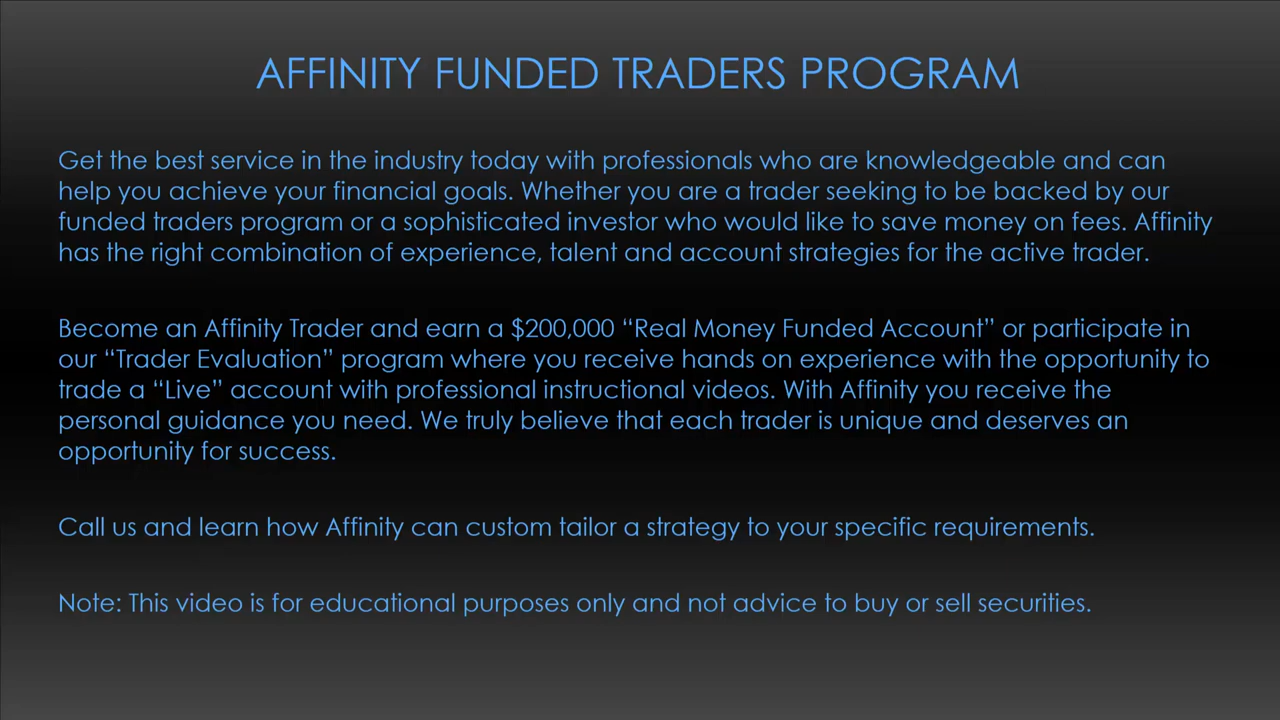 AFFINITY FUNDED TRADERS PROGRAM
Get the best service in the industry today with professionals who are knowledgeable and can
help you achieve your financial goals. Whether you are a trader seeking to be backed by our
funded traders program or a sophisticated investor who would like to save money on fees. Affinity
has the right combination of experience, talent and account strategies for the active trader.
Become an Affinity Trader and earn a $200,000 “Real Money Funded Account” or participate in
our “Trader Evaluation” program where you receive hands on experience with the opportunity to
trade a “Live” account with professional instructional videos. With Affinity you receive the
personal guidance you need. We truly believe that each trader is unique and deserves an
opportunity for success.
Call us and learn how Affinity can custom tailor a strategy to your specific requirements.
Note: This video is for educational purposes only and not advice to buy or sell securities.